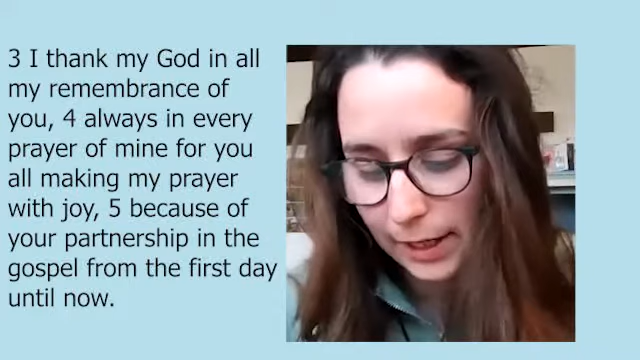 3 I thank my God in all
my remembrance of
you, 4 always in every
prayer of mine for you
all making my prayer
with joy, 5 because of
your partnership in the
gospel from the first day
until now.